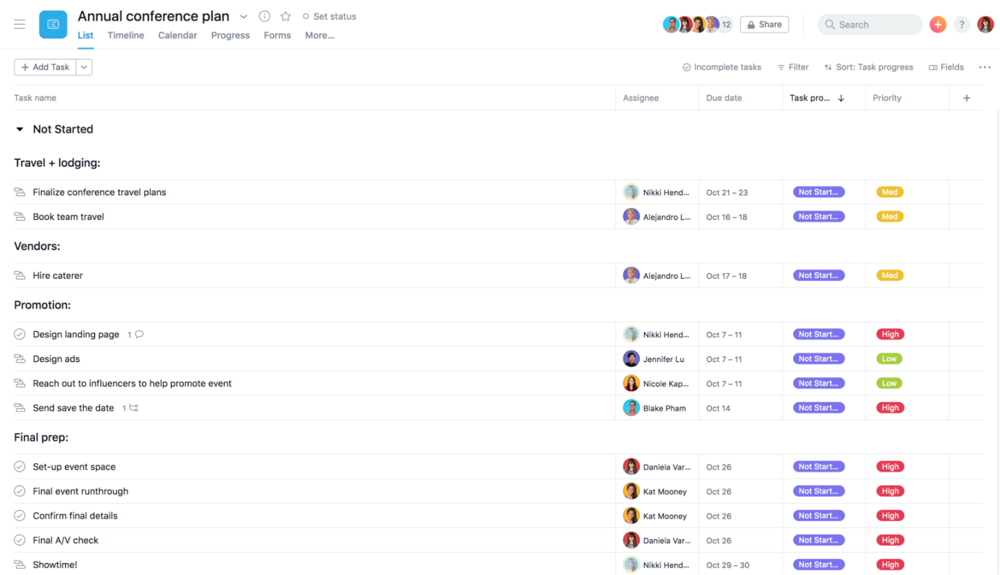 Annual conference plan
Set status
List Timeline Calendar Progress Forms More...
12
Share
Search
?
Add Task
Incomplete tasks Filter Sort: Task progress Fields
Task name Assignee Due date Task pro... Priority
Not Started
Travel + lodging:
Finalize conference travel plans Nikki Hend... Oct 21 – 23 Not Start... Med
Book team travel Alejandro L... Oct 16 – 18 Not Start... Med
Vendors:
Hire caterer Alejandro L... Oct 17 – 18 Not Start... Med
Promotion:
Design landing page 1 Nikki Hend... Oct 7 – 11 Not Start... High
Design ads Jennifer Lu Oct 7 – 11 Not Start... Low
Reach out to influencers to help promote event Nicole Kap... Oct 7 – 11 Not Start... Low
Send save the date 1 Blake Pham Oct 14 Not Start... High
Final prep:
Set-up event space Daniela Var... Oct 26 Not Start... High
Final event runthrough Kat Mooney Oct 26 Not Start... High
Confirm final details Kat Mooney Oct 26 Not Start... High
Final A/V check Daniela Var... Oct 26 Not Start... High
Showtime! Nikki Hend... Oct 29 – 30 Not Start... High